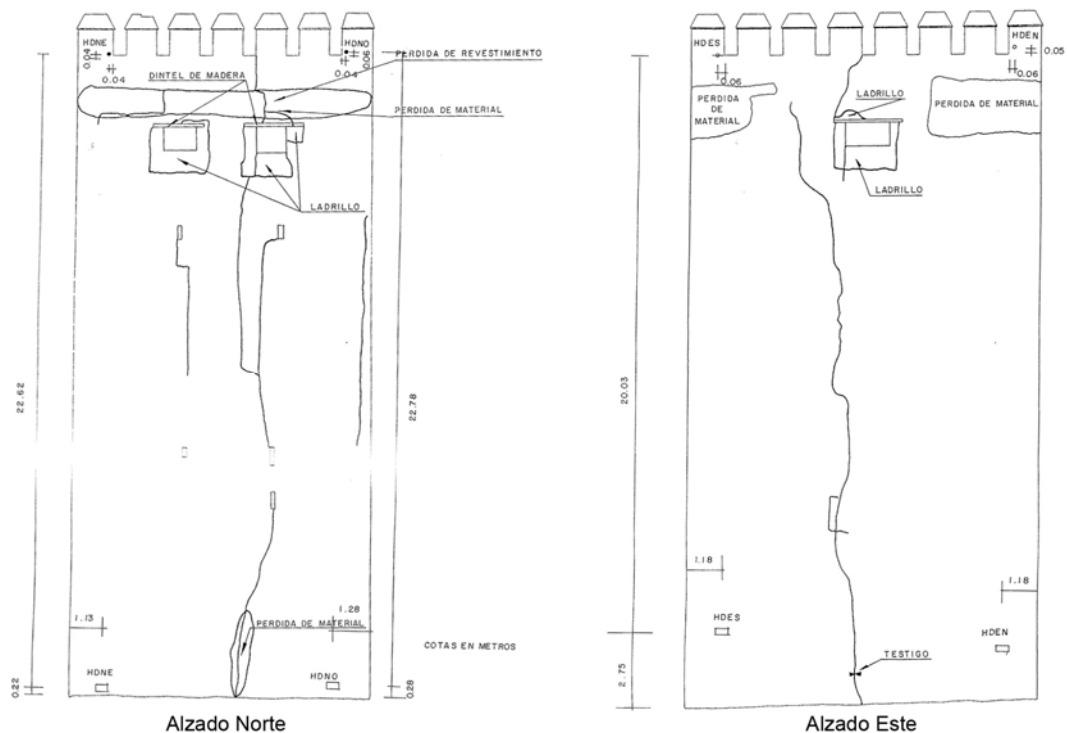 HDNE
0.04
0.04
HDNO
0.06
0.04
PERDIDA DE REVESTIMIENTO
DINTEL DE MADERA
PERDIDA DE MATERIAL
LADRILLO
22.62
22.78
1.13
1.28
PERDIDA DE MATERIAL
COTAS EN METROS
HDNE
HDNO
0.22
0.28
Alzado Norte
HDES
0.06
HDEN
0.05
0.06
PERDIDA
DE
MATERIAL
LADRILLO
PERDIDA DE MATERIAL
LADRILLO
20.03
1.18
1.18
HDES
HDEN
TESTIGO
2.75
Alzado Este